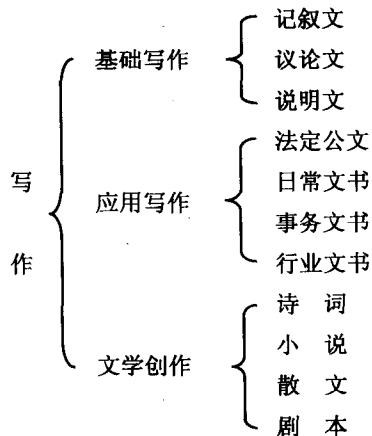 写作
基础写作
记叙文
议论文
说明文
应用写作
法定公文
日常文书
事务文书
行业文书
文学创作
诗 词
小 说
散 文
剧 本